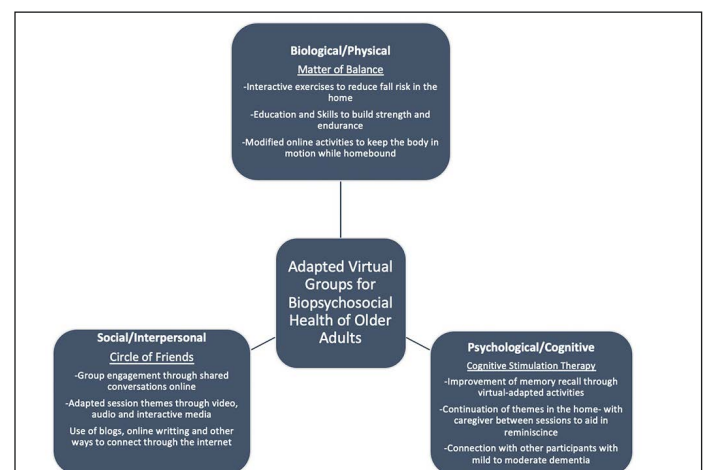 Biological/Physical
Matter of Balance
-Interactive exercises to reduce fall risk in the
home
-Education and Skills to build strength and
endurance
-Modified online activities to keep the body in
motion while homebound
Adapted Virtual
Groups for
Biopsychosocial
Health of Older
Adults
Social/Interpersonal
Circle of Friends
-Group engagement through shared
conversations online
-Adapted session themes through video,
audio and interactive media
Use of blogs, online writting and other
ways to connect through the internet
Psychological/Cognitive
Cognitive Stimulation Therapy
-Improvement of memory recall through
virtual-adapted activities
-Continuation of themes in the home- with
caregiver between sessions to aid in
reminiscince
-Connection with other participants with
mild to moderate dementia